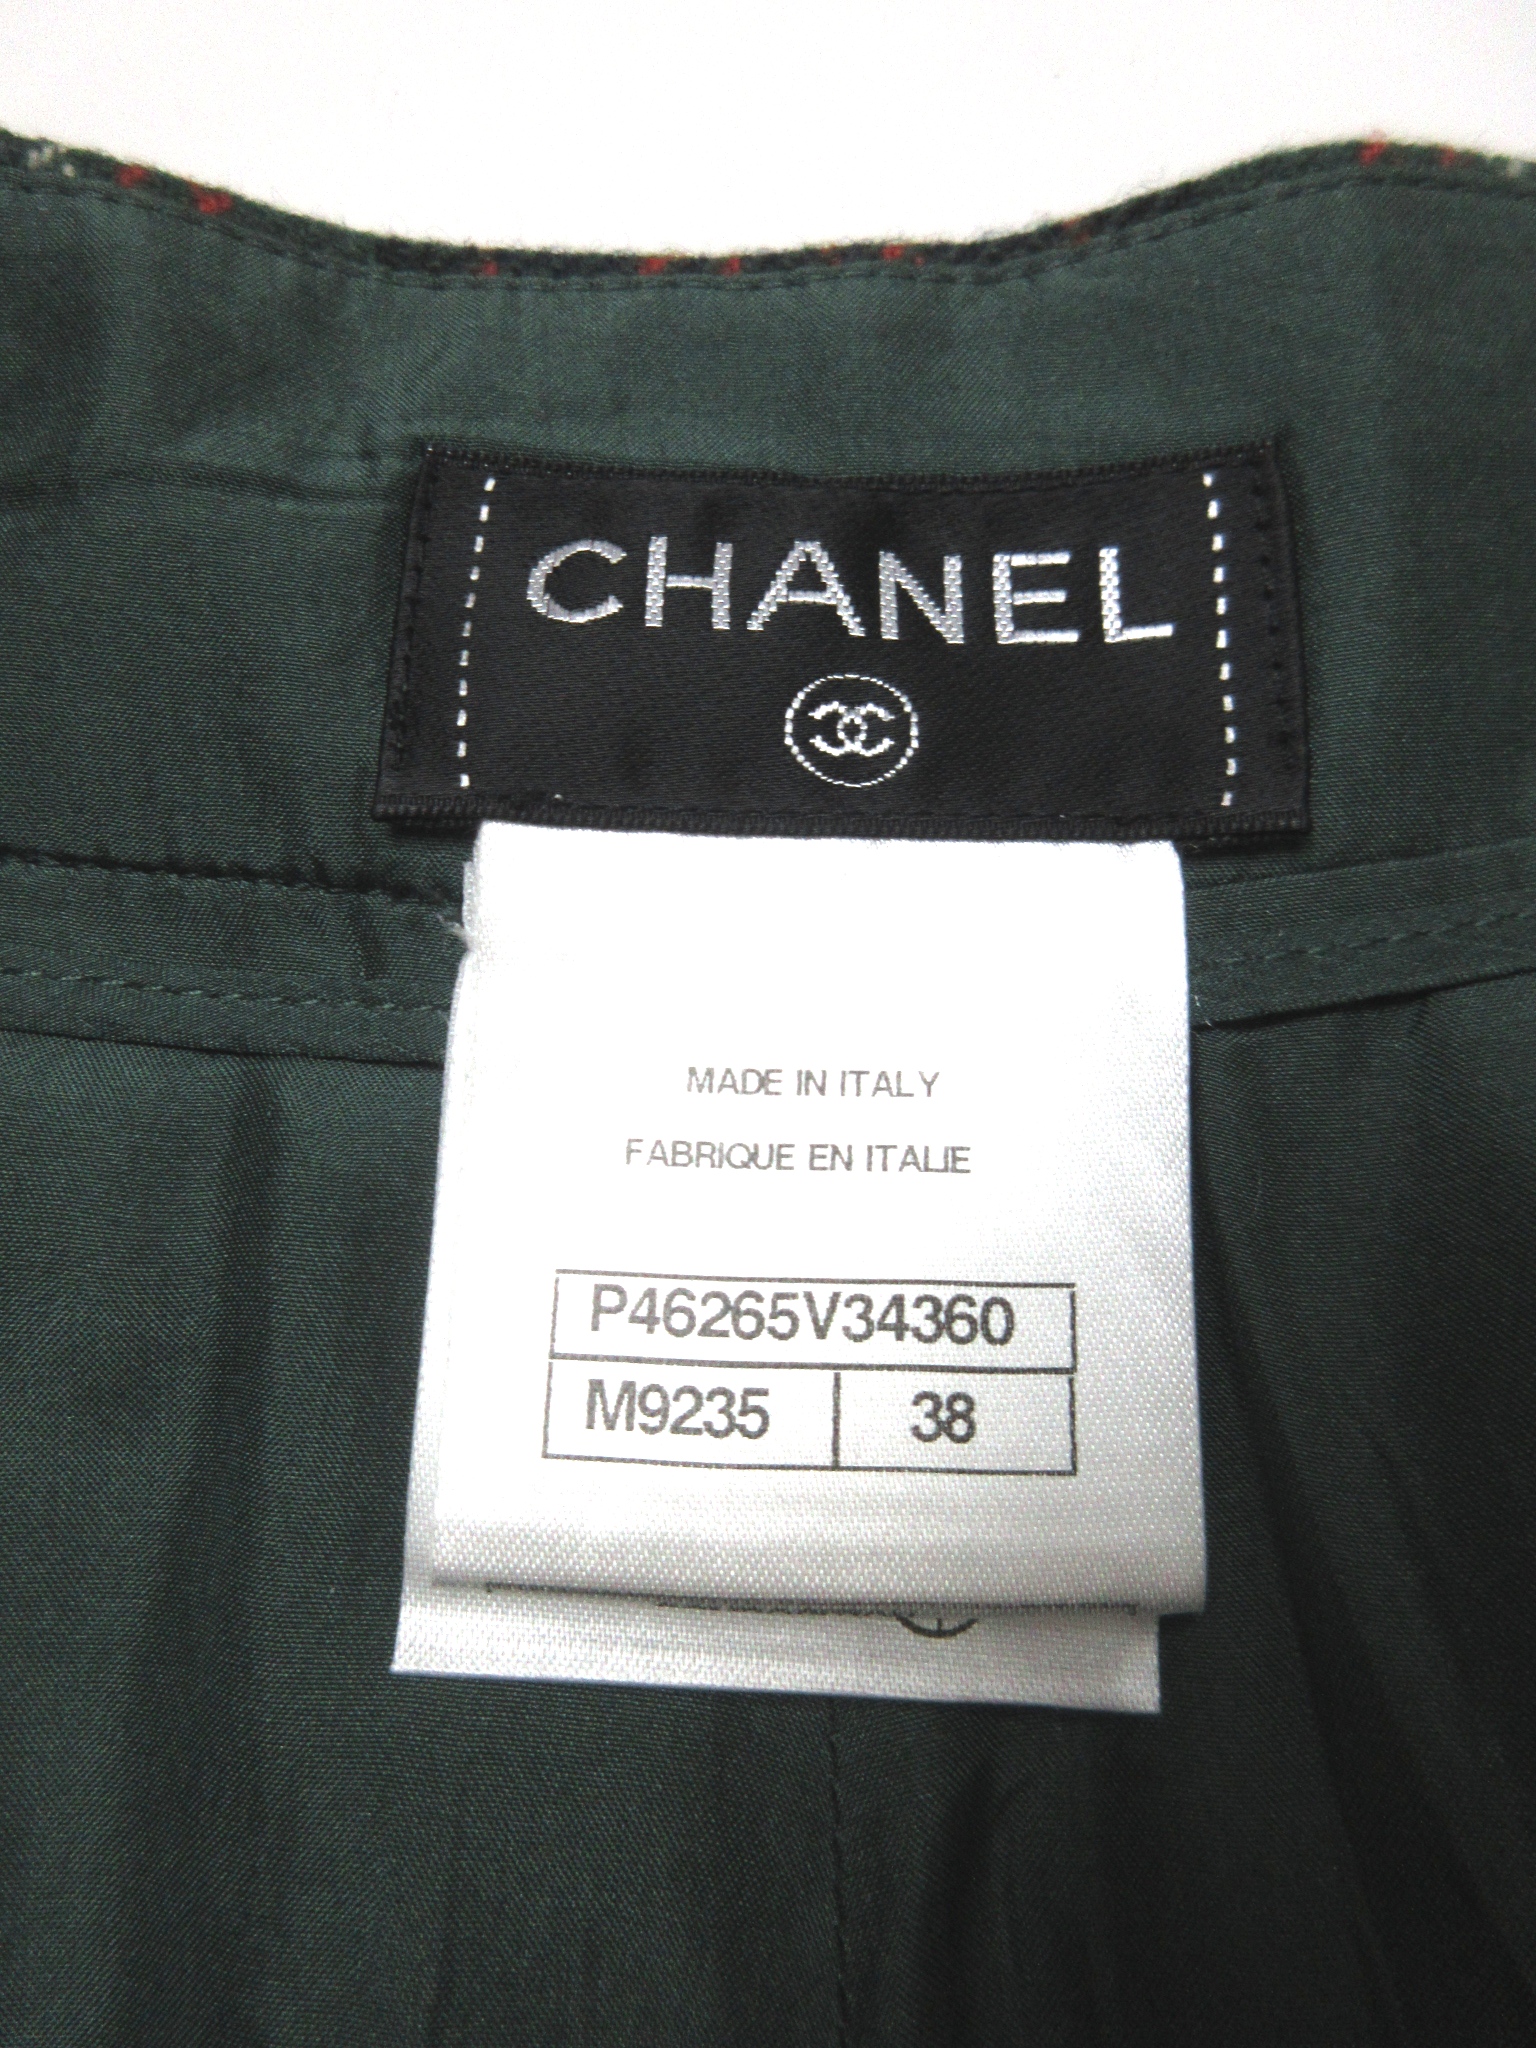 CHANEL
MADE IN ITALY
FABRIQUE EN ITALIE
P46265V34360
M9235 38